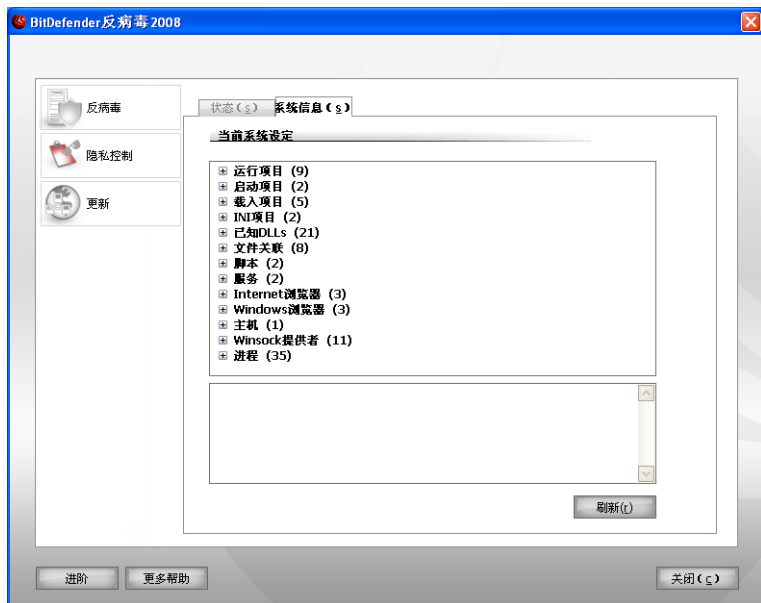 BitDefender反病毒2008
反病毒
隐私控制
更新
状态(s) 系统信息(s)
当前系统设定
运行项目 (9)
启动项目 (2)
载入项目 (5)
INI项目 (2)
已知DLLs (21)
文件关联 (8)
脚本 (2)
服务 (2)
Internet浏览器 (3)
Windows浏览器 (3)
主机 (1)
Winsock提供者 (11)
进程 (35)
刷新(r)
进阶 更多帮助 关闭(c)